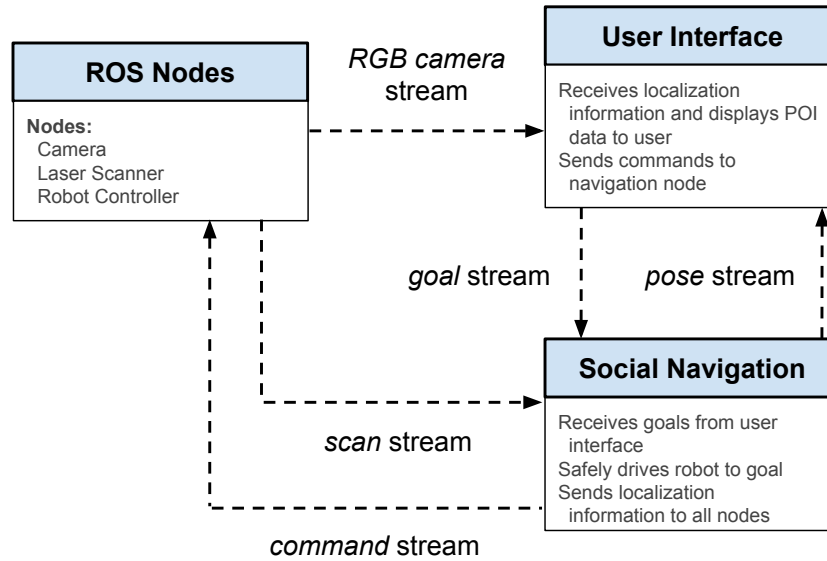 ROS Nodes
Nodes:
Camera
Laser Scanner
Robot Controller
RGB camera
stream
User Interface
Receives localization
information and displays POI
data to user
Sends commands to
navigation node
goal stream
pose stream
Social Navigation
Receives goals from user
interface
Safely drives robot to goal
Sends localization
information to all nodes
scan stream
command stream